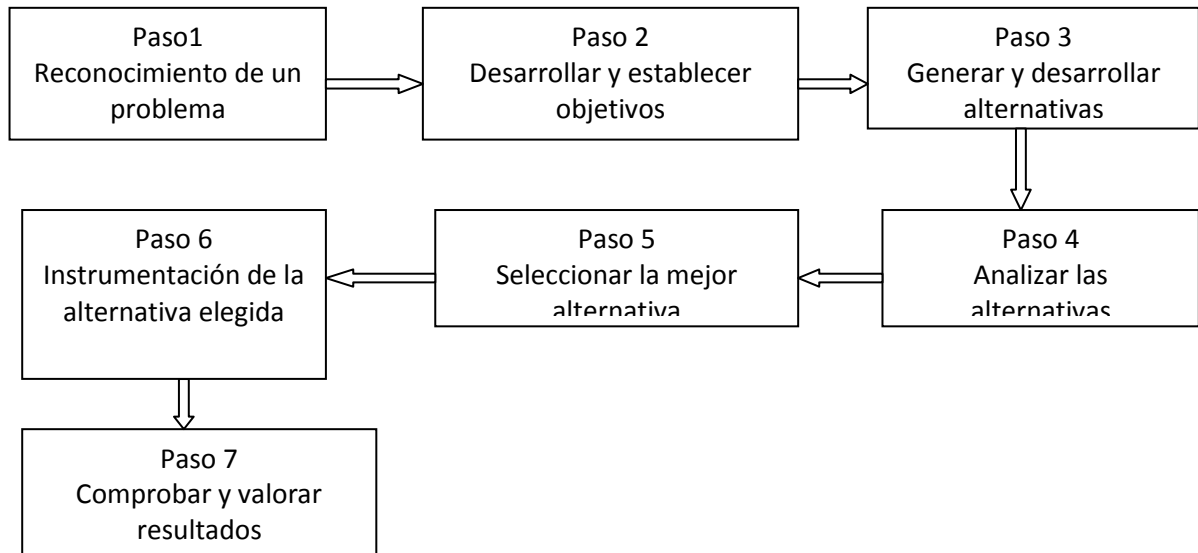 Paso1
Reconocimiento de un
problema
Paso 2
Desarrollar y establecer
objetivos
Paso 3
Generar y desarrollar
alternativas
Paso 4
Analizar las
alternativas
Paso 5
Seleccionar la mejor
alternativa
Paso 6
Instrumentación de la
alternativa elegida
Paso 7
Comprobar y valorar
resultados